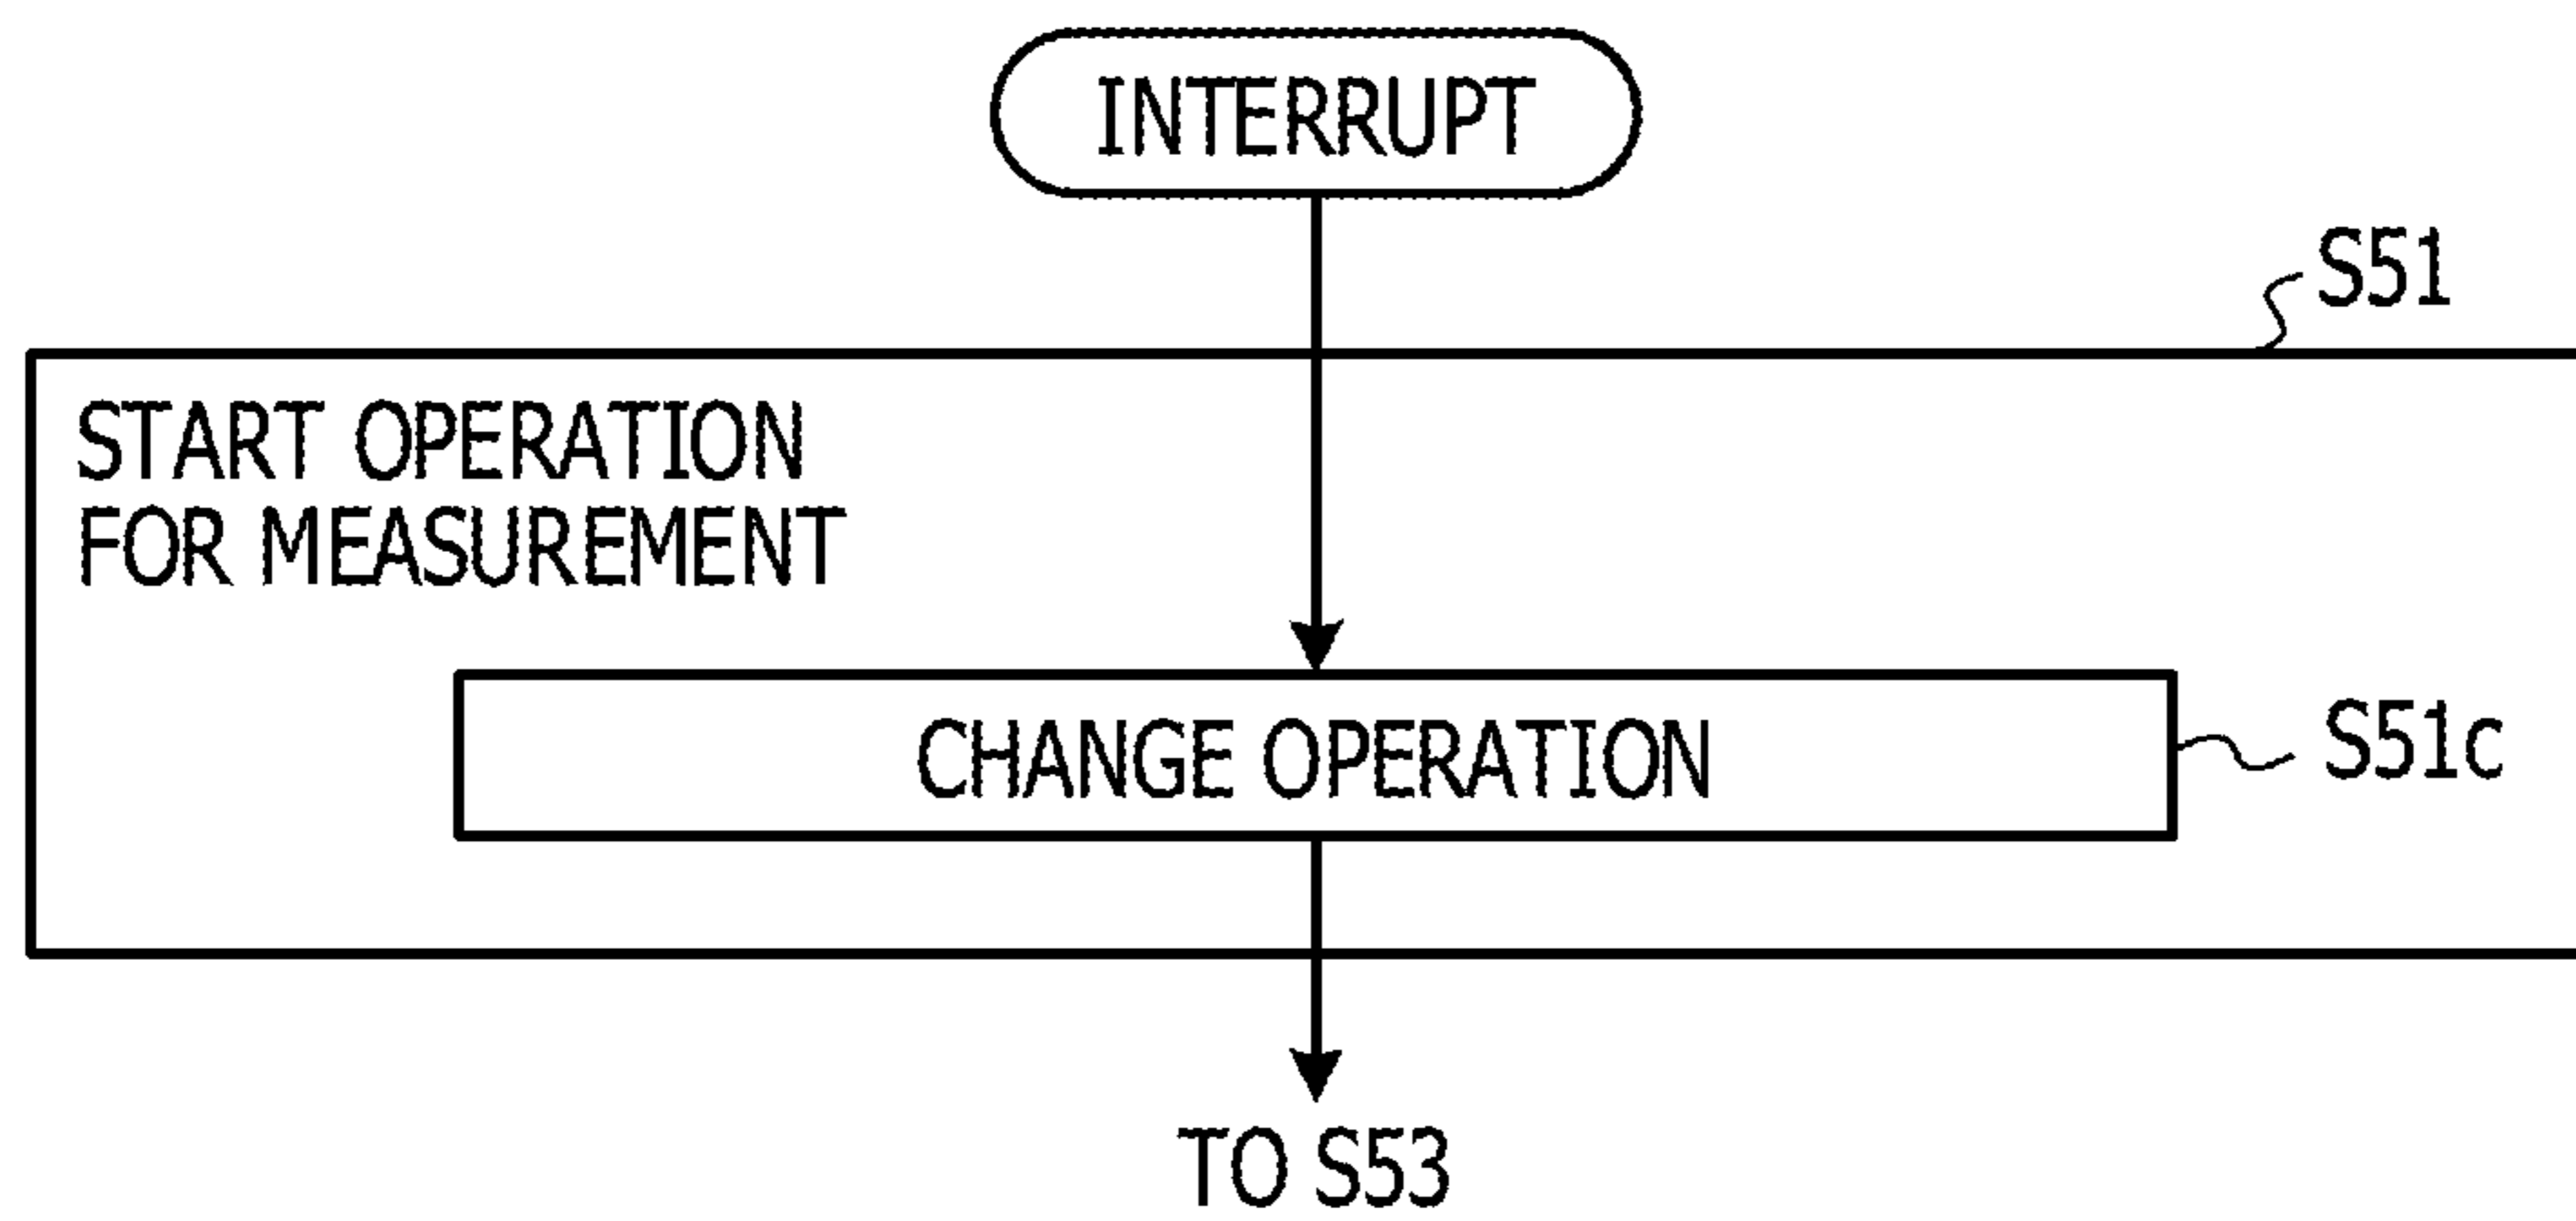 INTERRUPT
S51
START OPERATION
FOR MEASUREMENT
CHANGE OPERATION
S51c
TO S53